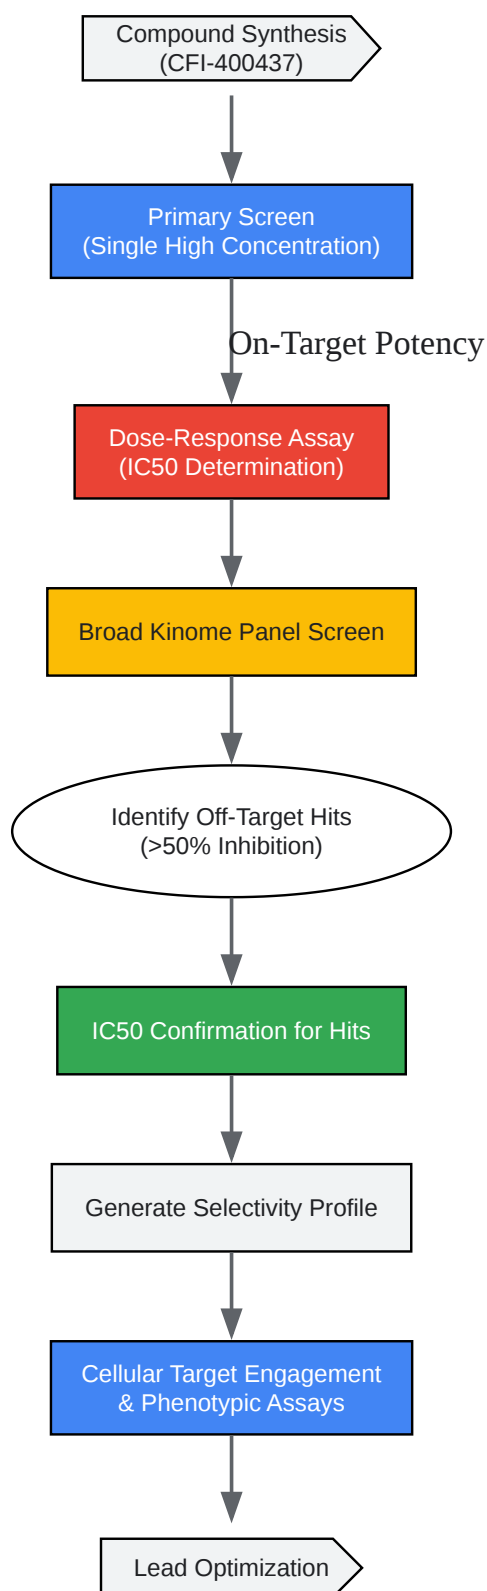 Compound Synthesis
(CFI-400437)
Primary Screen
(Single High Concentration)
On-Target Potency
Dose-Response Assay
(IC50 Determination)
Broad Kinome Panel Screen
Identify Off-Target Hits
(>50% Inhibition)
IC50 Confirmation for Hits
Generate Selectivity Profile
Cellular Target Engagement
& Phenotypic Assays
Lead Optimization